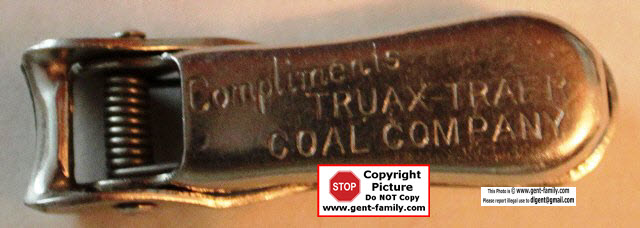 Compliments
TRUAX-TRAER
COAL COMPANY
STOP
Copyright
Picture
Do NOT Copy
www.gent-family.com
This Photo is © www.gent-family.com
Please report illegal use to digent@gmail.com